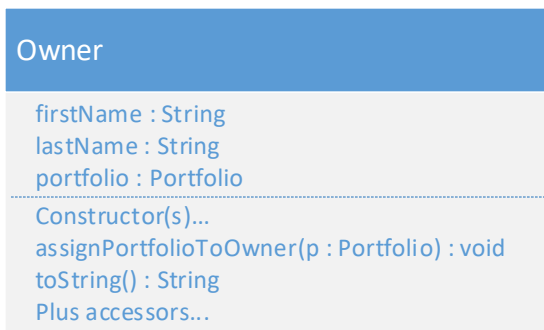 Owner
firstName : String
lastName : String
portfolio : Portfolio
Constructor(s)...
assignPortfolioToOwner(p : Portfolio) : void
toString() : String
Plus accessors...